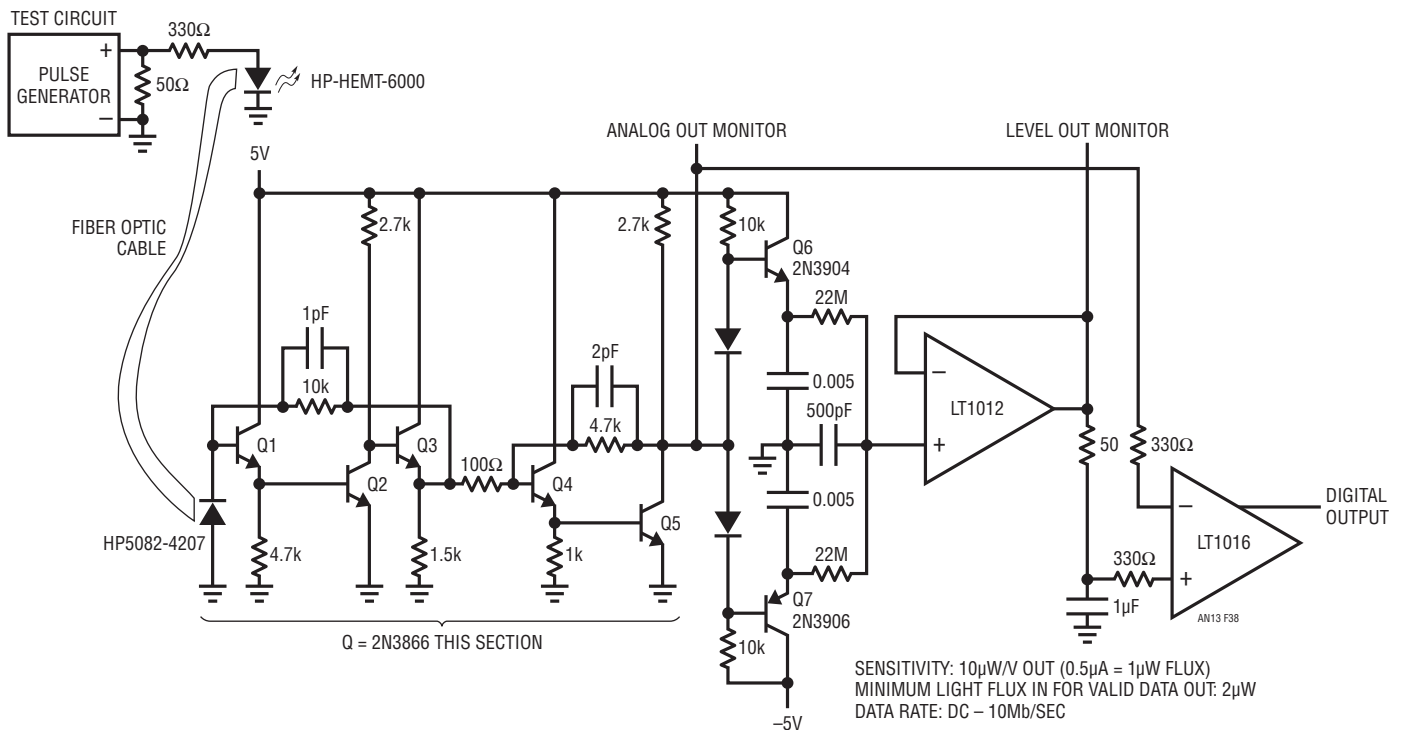 TEST CIRCUIT
PULSE
GENERATOR
+
–
330Ω
50Ω
HP-HEMT-6000
FIBER OPTIC
CABLE
5V
ANALOG OUT MONITOR
LEVEL OUT MONITOR
2.7k
2.7k
10k
Q6
2N3904
22M
1pF
10k
2pF
4.7k
0.005
500pF
–
+
LT1012
50
330Ω
Q1
Q2
Q3
100Ω
Q4
Q5
HP5082-4207
4.7k
1.5k
1k
0.005
22M
Q7
2N3906
10k
–5V
–
+
LT1016
DIGITAL
OUTPUT
330Ω
1µF
AN13 F38
Q = 2N3866 THIS SECTION
SENSITIVITY: 10µW/V OUT (0.5µA = 1µW FLUX)
MINIMUM LIGHT FLUX IN FOR VALID DATA OUT: 2µW
DATA RATE: DC – 10Mb/SEC